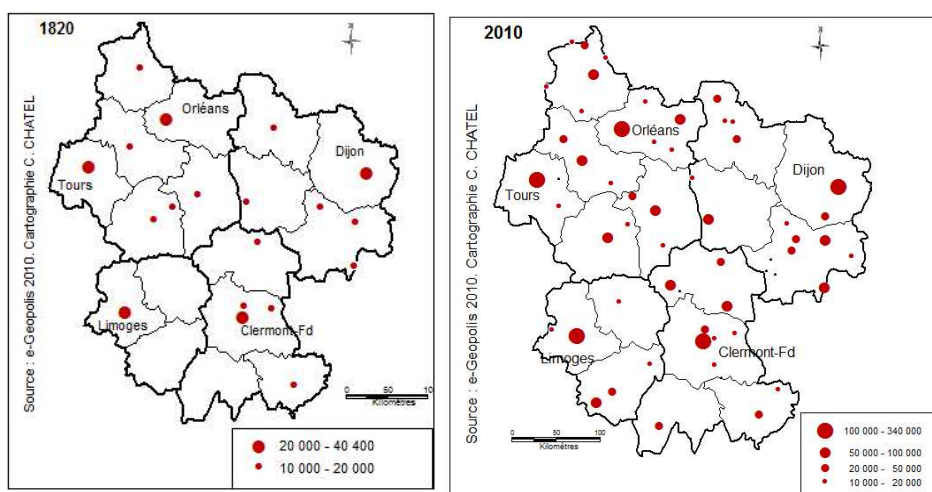 1820
N
Orléans
Dijon
Tours
Limoges
Clermont-Fd
Source : e-Geopolis 2010. Cartographie C. CHATEL
0 50 10
Kilomètres
20 000 - 40 400
10 000 - 20 000
2010
N
Orléans
Dijon
Tours
Limoges
Clermont-Fd
Source : e-Geopolis 2010. Cartographie C. CHATEL
0 50 100
Kilomètres
100 000 - 340 000
50 000 - 100 000
20 000 - 50 000
10 000 - 20 000